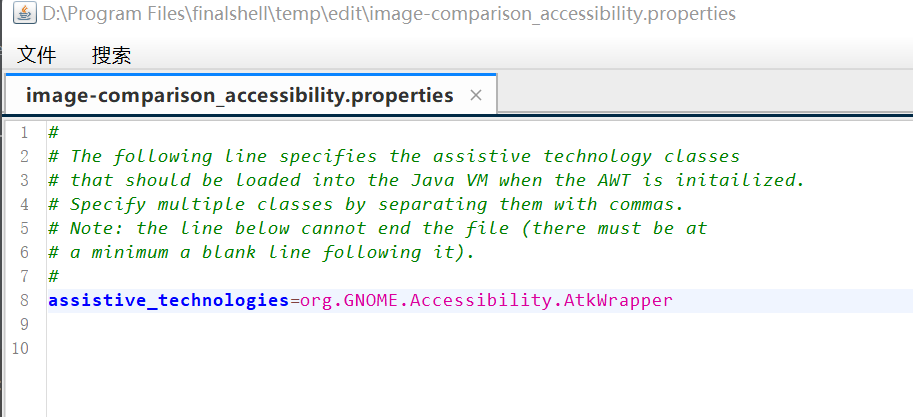 D:\Program Files\finalshell\temp\edit\image-comparison_accessibility.properties
文件 搜索
image-comparison_accessibility.properties ×
1 #
2 # The following line specifies the assistive technology classes
3 # that should be loaded into the Java VM when the AWT is initailized.
4 # Specify multiple classes by separating them with commas.
5 # Note: the line below cannot end the file (there must be at
6 # a minimum a blank line following it).
7 #
8 assistive_technologies=org.GNOME.Accessibility.AtkWrapper
9
10